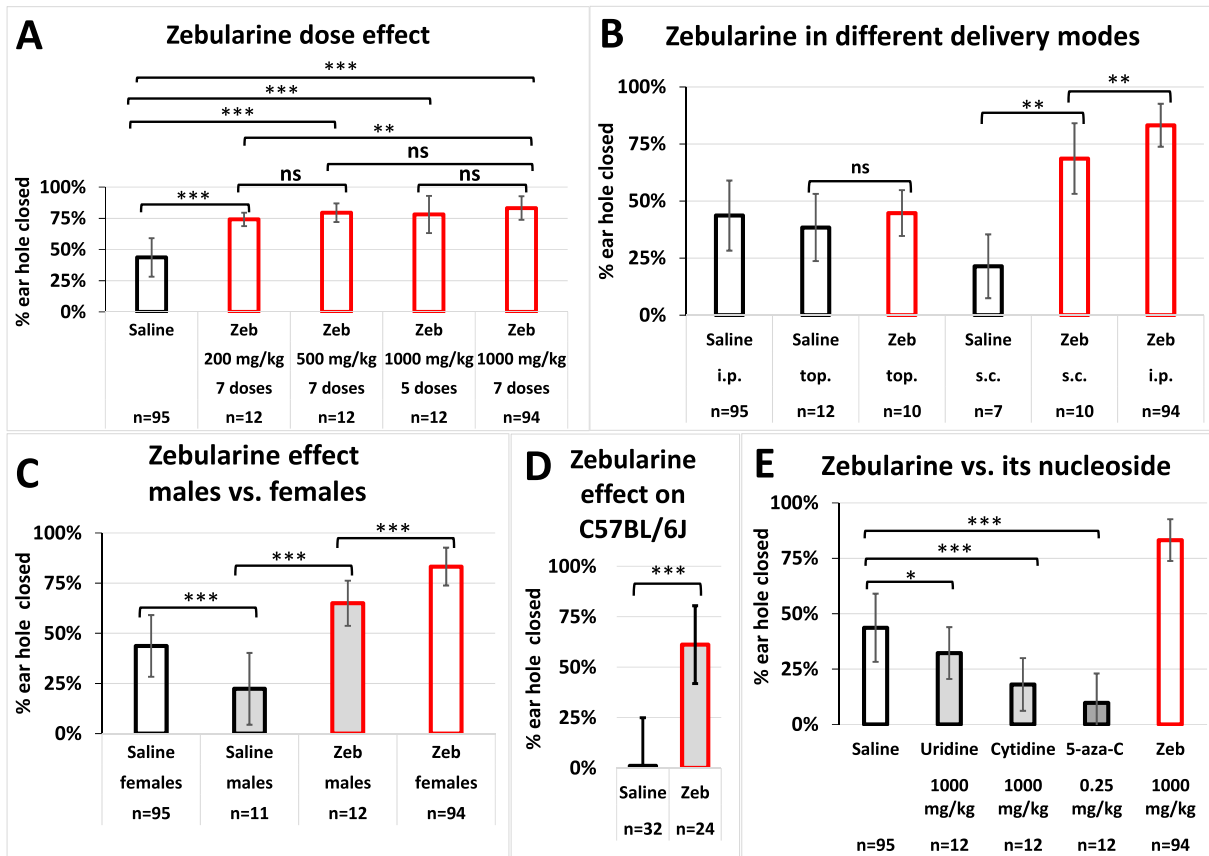 A
Zebularine dose effect
***
***
***
**
ns
ns
ns
***
% ear hole closed
100%
75%
50%
25%
0%
Saline Zeb Zeb Zeb Zeb
200 mg/kg 500 mg/kg 1000 mg/kg 1000 mg/kg
7 doses 7 doses 5 doses 7 doses
n=95 n=12 n=12 n=12 n=94
B
Zebularine in different delivery modes
**
**
ns
% ear hole closed
100%
75%
50%
25%
0%
Saline Saline Zeb Saline Zeb Zeb
i.p. top. top. s.c. s.c. i.p.
n=95 n=12 n=10 n=7 n=10 n=94
C
Zebularine effect
males vs. females
***
***
***
% ear hole closed
100%
75%
50%
25%
0%
Saline Saline Zeb Zeb
females males males females
n=95 n=11 n=12 n=94
D
Zebularine
effect on
C57BL/6J
***
% ear hole closed
100%
75%
50%
25%
0%
Saline Zeb
n=32 n=24
E
Zebularine vs. its nucleoside
***
***
*
% ear hole closed
100%
75%
50%
25%
0%
Saline Uridine Cytidine 5-aza-C Zeb
1000 1000 0.25 1000
mg/kg mg/kg mg/kg mg/kg
n=95 n=12 n=12 n=12 n=94